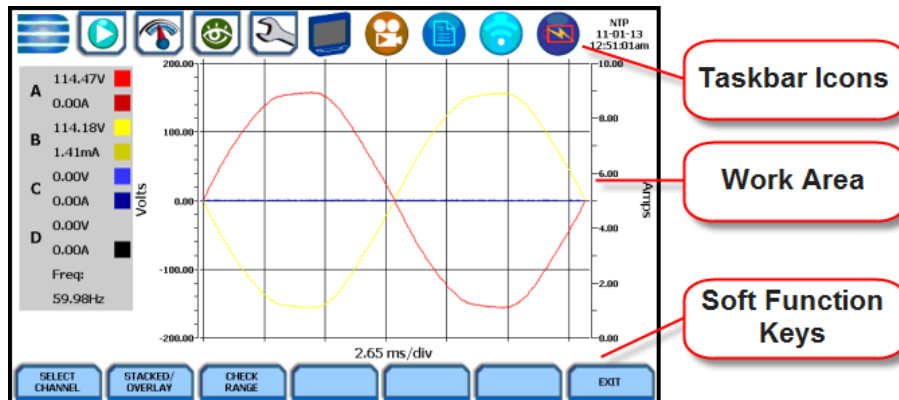 NTP
11-01-13
12:51:01am
Taskbar Icons
A
114.47V
0.00A
B
114.18V
1.41mA
C
0.00V
0.00A
D
0.00V
0.00A
Freq:
59.98Hz
Volts
200.00
100.00
0.00
-100.00
-200.00
10.00
8.00
6.00
4.00
2.00
0.00
Amps
2.65 ms/div
Work Area
Soft Function
Keys
SELECT
CHANNEL
STACKED/
OVERLAY
CHECK
RANGE
EXIT